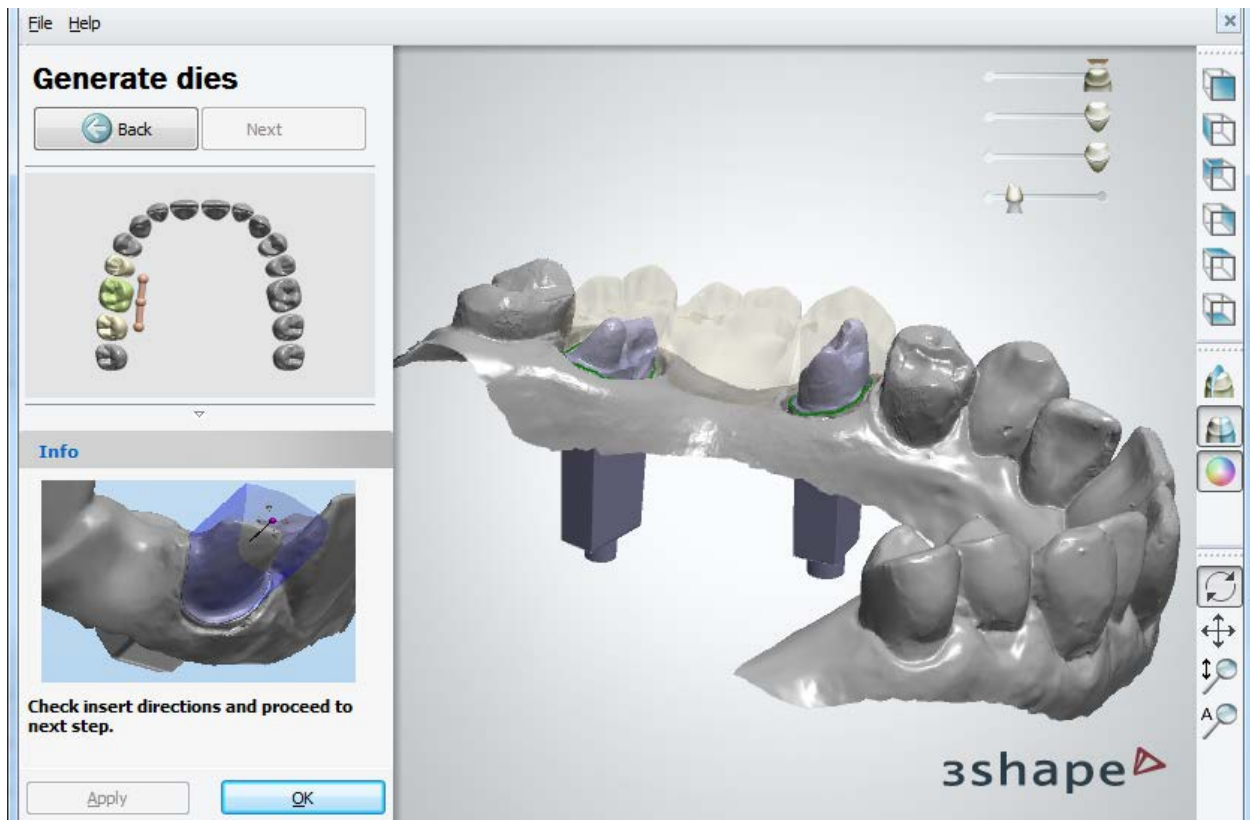 File Help
Generate dies
Back
Next
Info
Check insert directions and proceed to
next step.
Apply
OK
3shape
A